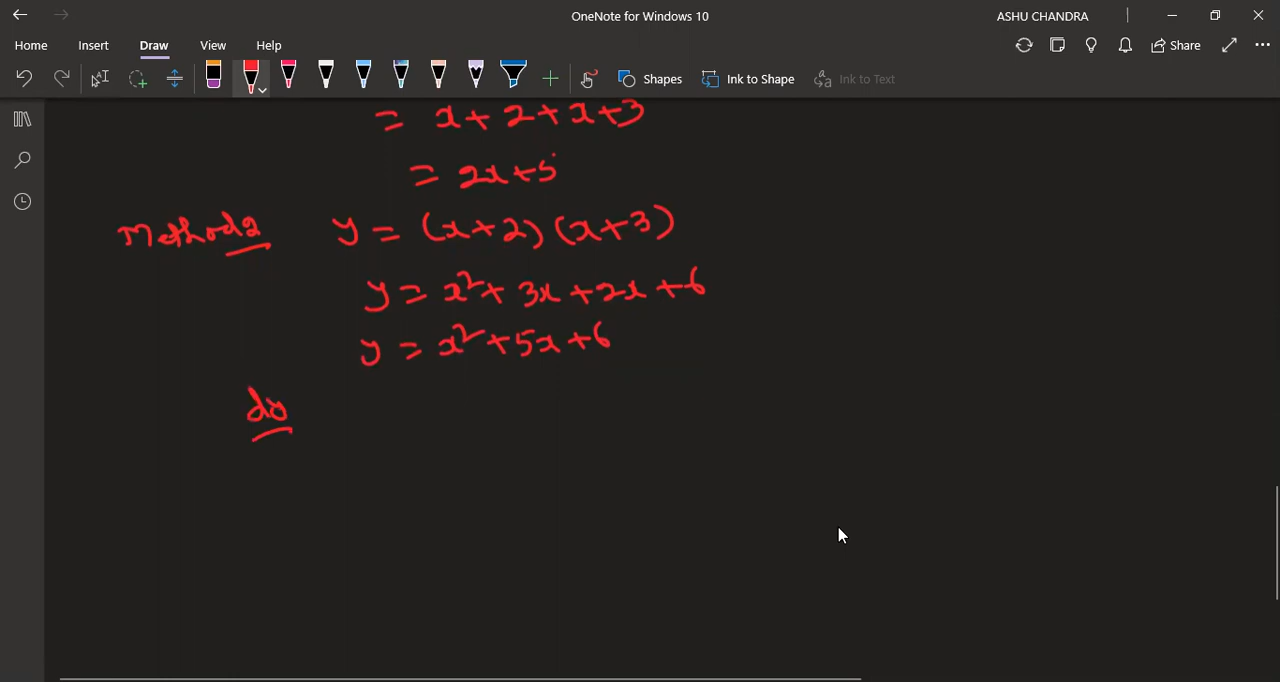 OneNote for Windows 10 ASHU CHANDRA
Home Insert Draw View Help Share
Shapes Ink to Shape Ink to Text
= x + 2 + x + 3
= 2x + 5
Method 2 y = (x+2) (x+3)
y = x² + 3x + 2x + 6
y = x² + 5x + 6